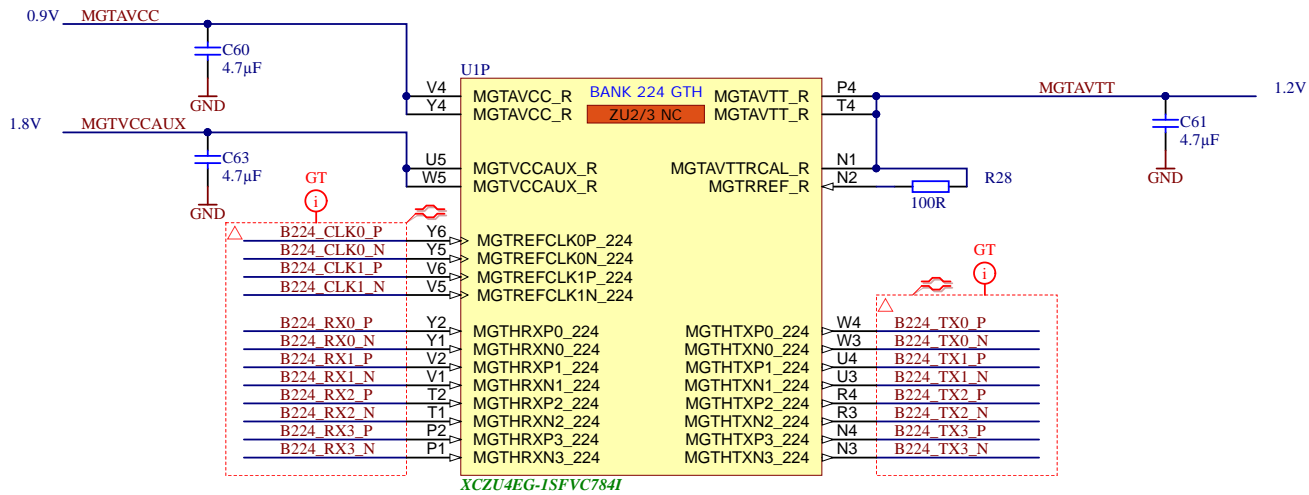 0.9V MGTAVCC
C60
4.7µF
GND
1.8V MGTVCCAUX
C63
4.7µF
GND
U1P
BANK 224 GTH
ZU2/3 NC
V4 MGTAVCC_R
Y4 MGTAVCC_R
U5 MGTVCCAUX_R
W5 MGTVCCAUX_R
MGTAVTT_R P4
MGTAVTT_R T4
MGTAVTTRCAL_R N1
MGTRREF_R N2
MGTAVTT 1.2V
C61
4.7µF
GND
R28
100R
GT
i
B224_CLK0_P Y6 MGTREFCLK0P_224
B224_CLK0_N Y5 MGTREFCLK0N_224
B224_CLK1_P V6 MGTREFCLK1P_224
B224_CLK1_N V5 MGTREFCLK1N_224
B224_RX0_P Y2 MGTHRXP0_224
B224_RX0_N Y1 MGTHRXN0_224
B224_RX1_P V2 MGTHRXP1_224
B224_RX1_N V1 MGTHRXN1_224
B224_RX2_P T2 MGTHRXP2_224
B224_RX2_N T1 MGTHRXN2_224
B224_RX3_P P2 MGTHRXP3_224
B224_RX3_N P1 MGTHRXN3_224
GT
i
MGTHTXP0_224 W4 B224_TX0_P
MGTHTXN0_224 W3 B224_TX0_N
MGTHTXP1_224 U4 B224_TX1_P
MGTHTXN1_224 U3 B224_TX1_N
MGTHTXP2_224 R4 B224_TX2_P
MGTHTXN2_224 R3 B224_TX2_N
MGTHTXP3_224 N4 B224_TX3_P
MGTHTXN3_224 N3 B224_TX3_N
XCZU4EG-1SFVC784I